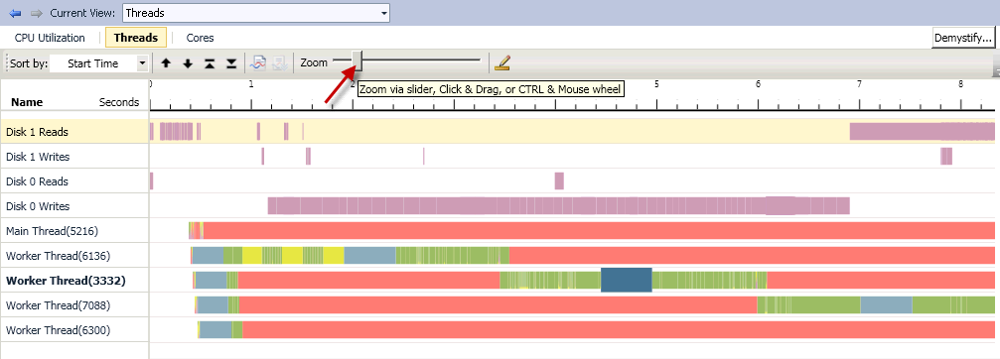 Current View: Threads
CPU Utilization Threads Cores Demystify...
Sort by: Start Time Zoom
Zoom via slider, Click & Drag, or CTRL & Mouse wheel
Name Seconds 0 1 2 3 4 5 6 7 8
Disk 1 Reads
Disk 1 Writes
Disk 0 Reads
Disk 0 Writes
Main Thread(5216)
Worker Thread(6136)
Worker Thread(3332)
Worker Thread(7088)
Worker Thread(6300)